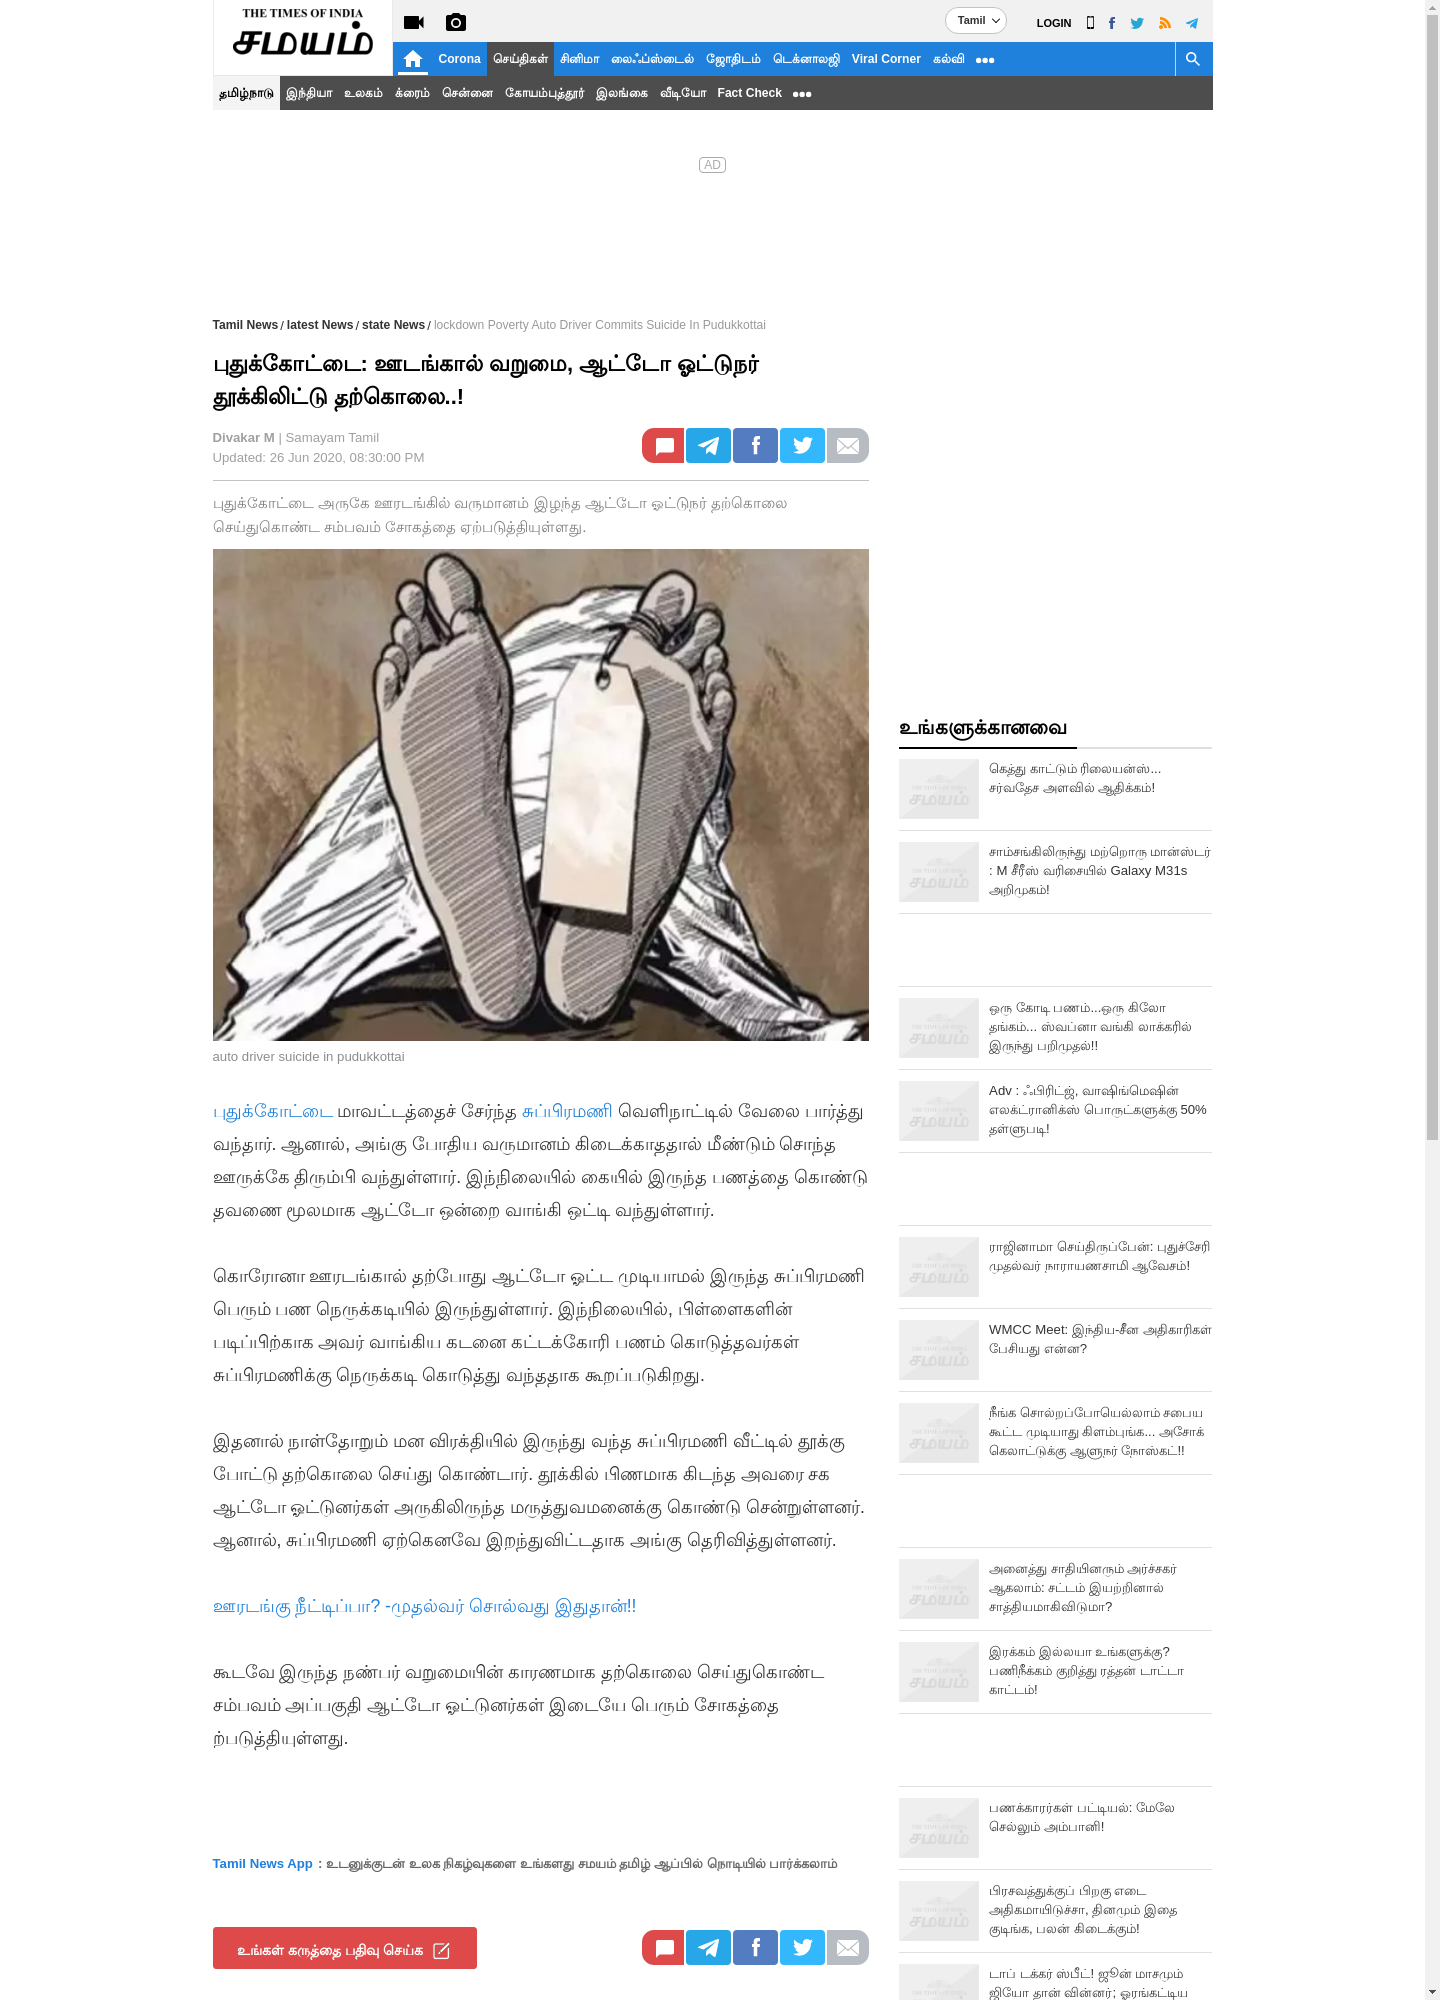 THE TIMES OF INDIA
சமயம்
Tamil
LOGIN
Corona செய்திகள் சினிமா லைஃப்ஸ்டைல் ஜோதிடம் டெக்னாலஜி Viral Corner கல்வி
தமிழ்நாடு இந்தியா உலகம் க்ரைம் சென்னை கோயம்புத்தூர் இலங்கை வீடியோ Fact Check
AD
Tamil News / latest News / state News / lockdown Poverty Auto Driver Commits Suicide In Pudukkottai
புதுக்கோட்டை: ஊடங்கால் வறுமை, ஆட்டோ ஓட்டுநர்
தூக்கிலிட்டு தற்கொலை..!
Divakar M | Samayam Tamil
Updated: 26 Jun 2020, 08:30:00 PM
புதுக்கோட்டை அருகே ஊரடங்கில் வருமானம் இழந்த ஆட்டோ ஓட்டுநர் தற்கொலை
செய்துகொண்ட சம்பவம் சோகத்தை ஏற்படுத்தியுள்ளது.
auto driver suicide in pudukkottai
புதுக்கோட்டை மாவட்டத்தைச் சேர்ந்த சுப்பிரமணி வெளிநாட்டில் வேலை பார்த்து
வந்தார். ஆனால், அங்கு போதிய வருமானம் கிடைக்காததால் மீண்டும் சொந்த
ஊருக்கே திரும்பி வந்துள்ளார். இந்நிலையில் கையில் இருந்த பணத்தை கொண்டு
தவணை மூலமாக ஆட்டோ ஒன்றை வாங்கி ஒட்டி வந்துள்ளார்.
கொரோனா ஊரடங்கால் தற்போது ஆட்டோ ஓட்ட முடியாமல் இருந்த சுப்பிரமணி
பெரும் பண நெருக்கடியில் இருந்துள்ளார். இந்நிலையில், பிள்ளைகளின்
படிப்பிற்காக அவர் வாங்கிய கடனை கட்டக்கோரி பணம் கொடுத்தவர்கள்
சுப்பிரமணிக்கு நெருக்கடி கொடுத்து வந்ததாக கூறப்படுகிறது.
இதனால் நாள்தோறும் மன விரக்தியில் இருந்து வந்த சுப்பிரமணி வீட்டில் தூக்கு
போட்டு தற்கொலை செய்து கொண்டார். தூக்கில் பிணமாக கிடந்த அவரை சக
ஆட்டோ ஓட்டுனர்கள் அருகிலிருந்த மருத்துவமனைக்கு கொண்டு சென்றுள்ளனர்.
ஆனால், சுப்பிரமணி ஏற்கெனவே இறந்துவிட்டதாக அங்கு தெரிவித்துள்ளனர்.
ஊரடங்கு நீட்டிப்பா? -முதல்வர் சொல்வது இதுதான்!!
கூடவே இருந்த நண்பர் வறுமையின் காரணமாக தற்கொலை செய்துகொண்ட
சம்பவம் அப்பகுதி ஆட்டோ ஓட்டுனர்கள் இடையே பெரும் சோகத்தை
ற்படுத்தியுள்ளது.
Tamil News App : உடனுக்குடன் உலக நிகழ்வுகளை உங்களது சமயம் தமிழ் ஆப்பில் நொடியில் பார்க்கலாம்
உங்கள் கருத்தை பதிவு செய்க
உங்களுக்கானவை
கெத்து காட்டும் ரிலையன்ஸ்...
சர்வதேச அளவில் ஆதிக்கம்!
சாம்சங்கிலிருந்து மற்றொரு மான்ஸ்டர்
: M சீரீஸ் வரிசையில் Galaxy M31s
அறிமுகம்!
ஒரு கோடி பணம்...ஒரு கிலோ
தங்கம்... ஸ்வப்னா வங்கி லாக்கரில்
இருந்து பறிமுதல்!!
Adv : ஃபிரிட்ஜ், வாஷிங்மெஷின்
எலக்ட்ரானிக்ஸ் பொருட்களுக்கு 50%
தள்ளுபடி!
ராஜினாமா செய்திருப்பேன்: புதுச்சேரி
முதல்வர் நாராயணசாமி ஆவேசம்!
WMCC Meet: இந்திய-சீன அதிகாரிகள்
பேசியது என்ன?
நீங்க சொல்றப்போயெல்லாம் சபைய
கூட்ட முடியாது கிளம்புங்க... அசோக்
கெலாட்டுக்கு ஆளுநர் நோஸ்கட்!!
அனைத்து சாதியினரும் அர்ச்சகர்
ஆகலாம்: சட்டம் இயற்றினால்
சாத்தியமாகிவிடுமா?
இரக்கம் இல்லயா உங்களுக்கு?
பணிநீக்கம் குறித்து ரத்தன் டாட்டா
காட்டம்!
பணக்காரர்கள் பட்டியல்: மேலே
செல்லும் அம்பானி!
பிரசவத்துக்குப் பிறகு எடை
அதிகமாயிடுச்சா, தினமும் இதை
குடிங்க, பலன் கிடைக்கும்!
டாப் டக்கர் ஸ்பீட்! ஜூன் மாசமும்
ஜியோ தான் வின்னர்; ஓரங்கட்டிய